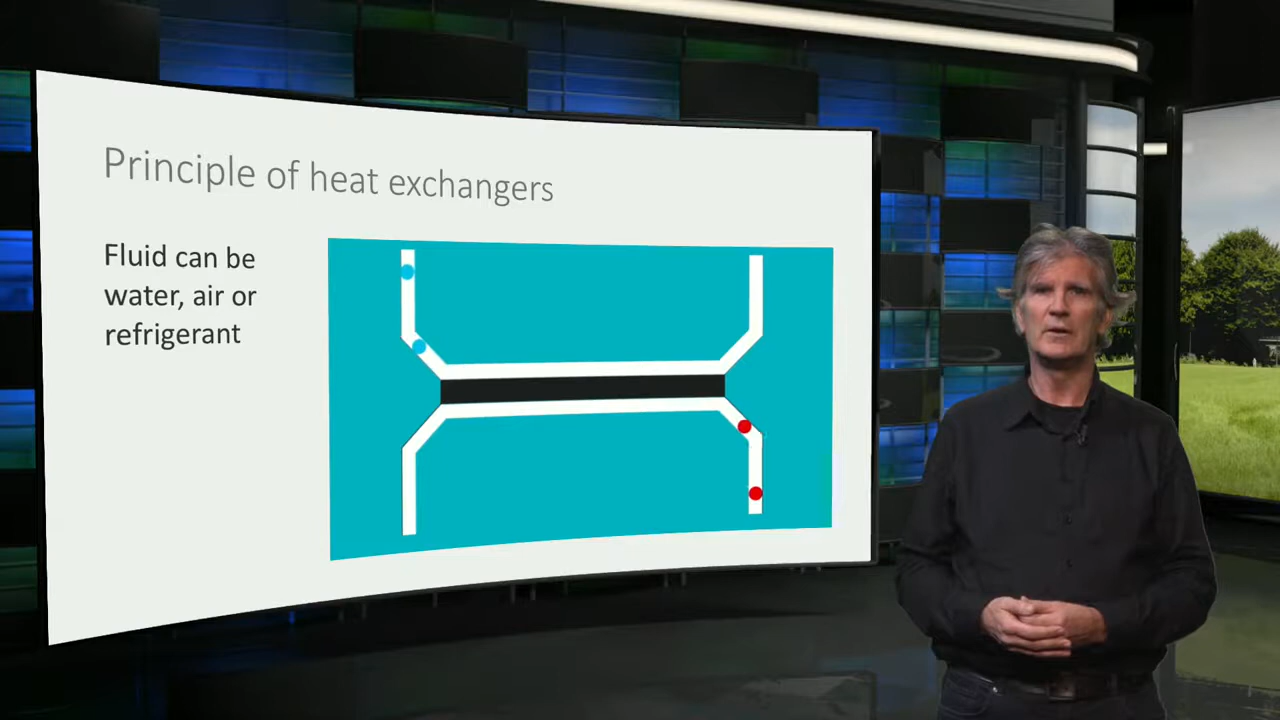 Principle of heat exchangers
Fluid can be
water, air or
refrigerant